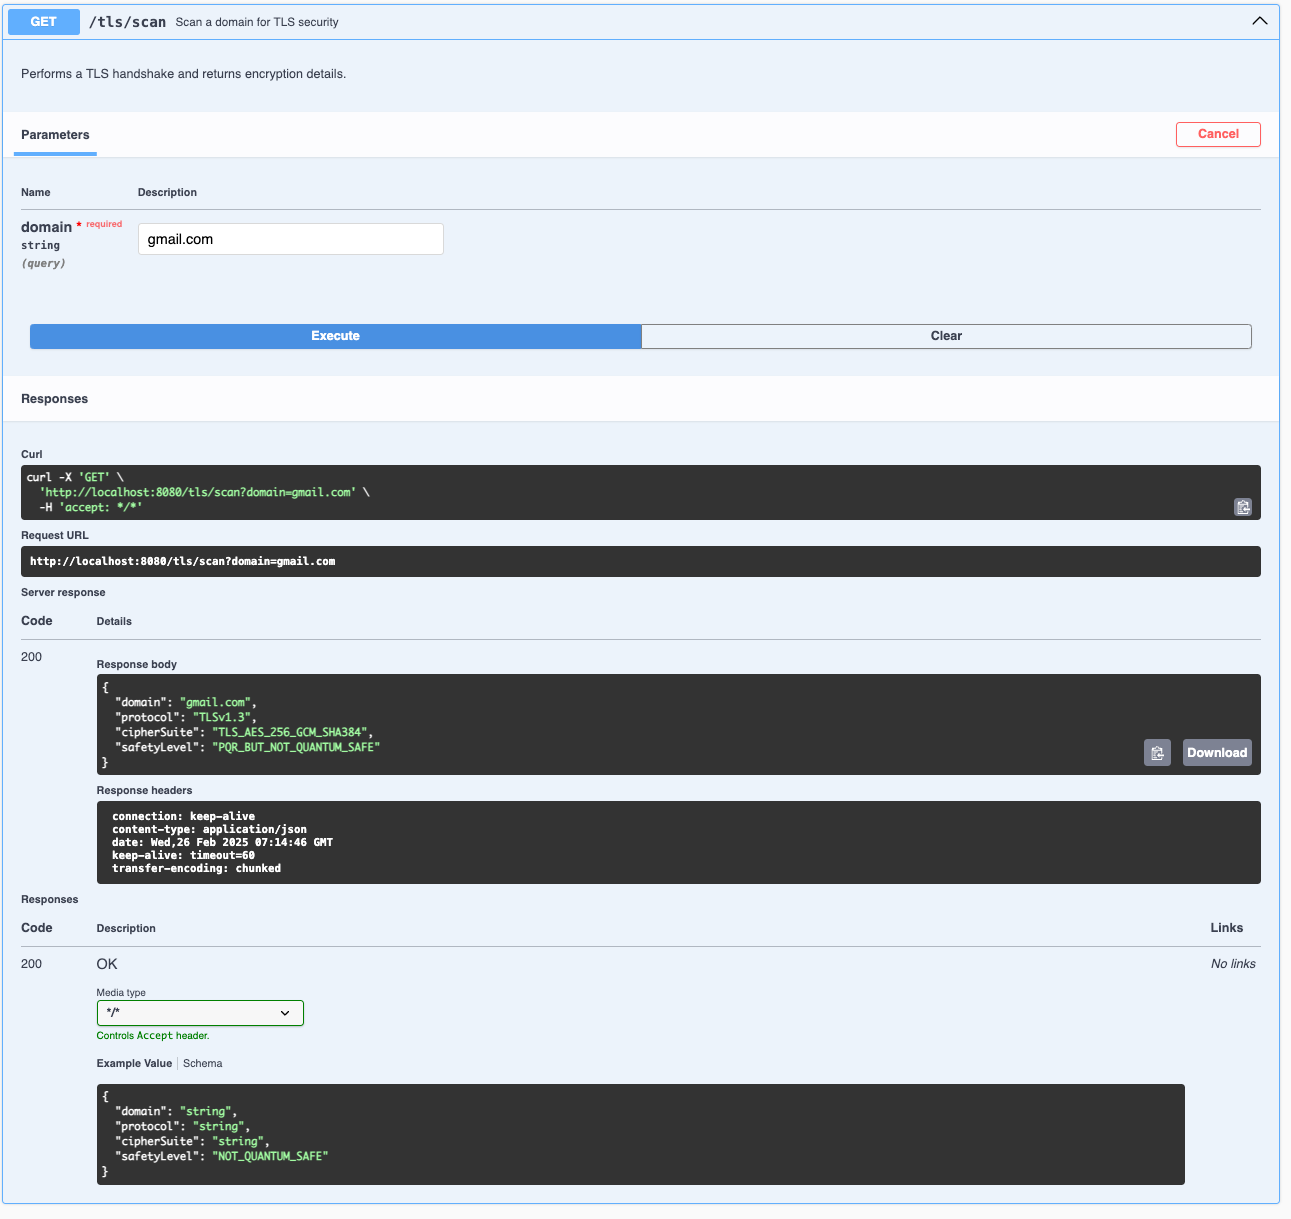 GET /tls/scan Scan a domain for TLS security
Performs a TLS handshake and returns encryption details.
Parameters
Cancel
Name Description
domain * required
string
(query)
gmail.com
Execute Clear
Responses
Curl
curl -X 'GET' \
'http://localhost:8080/tls/scan?domain=gmail.com' \
-H 'accept: */*'
Request URL
http://localhost:8080/tls/scan?domain=gmail.com
Server response
Code Details
200
Response body
{
"domain": "gmail.com",
"protocol": "TLSv1.3",
"cipherSuite": "TLS_AES_256_GCM_SHA384",
"safetyLevel": "PQR_BUT_NOT_QUANTUM_SAFE"
}
Download
Response headers
connection: keep-alive
content-type: application/json
date: Wed,26 Feb 2025 07:14:46 GMT
keep-alive: timeout=60
transfer-encoding: chunked
Responses
Code Description Links
200 OK No links
Media type
*/*
Controls Accept header.
Example Value Schema
{
"domain": "string",
"protocol": "string",
"cipherSuite": "string",
"safetyLevel": "NOT_QUANTUM_SAFE"
}